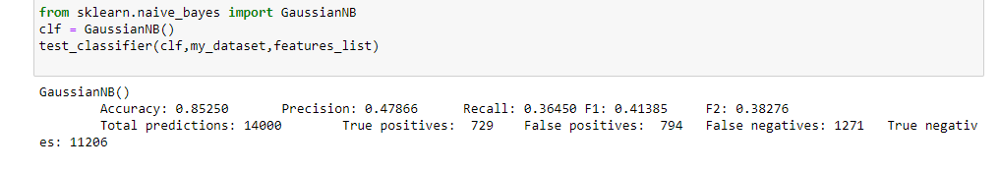 from sklearn.naive_bayes import GaussianNB
clf = GaussianNB()
test_classifier(clf,my_dataset,features_list)
GaussianNB()
Accuracy: 0.85250 Precision: 0.47866 Recall: 0.36450 F1: 0.41385 F2: 0.38276
Total predictions: 14000 True positives: 729 False positives: 794 False negatives: 1271 True negativ
es: 11206